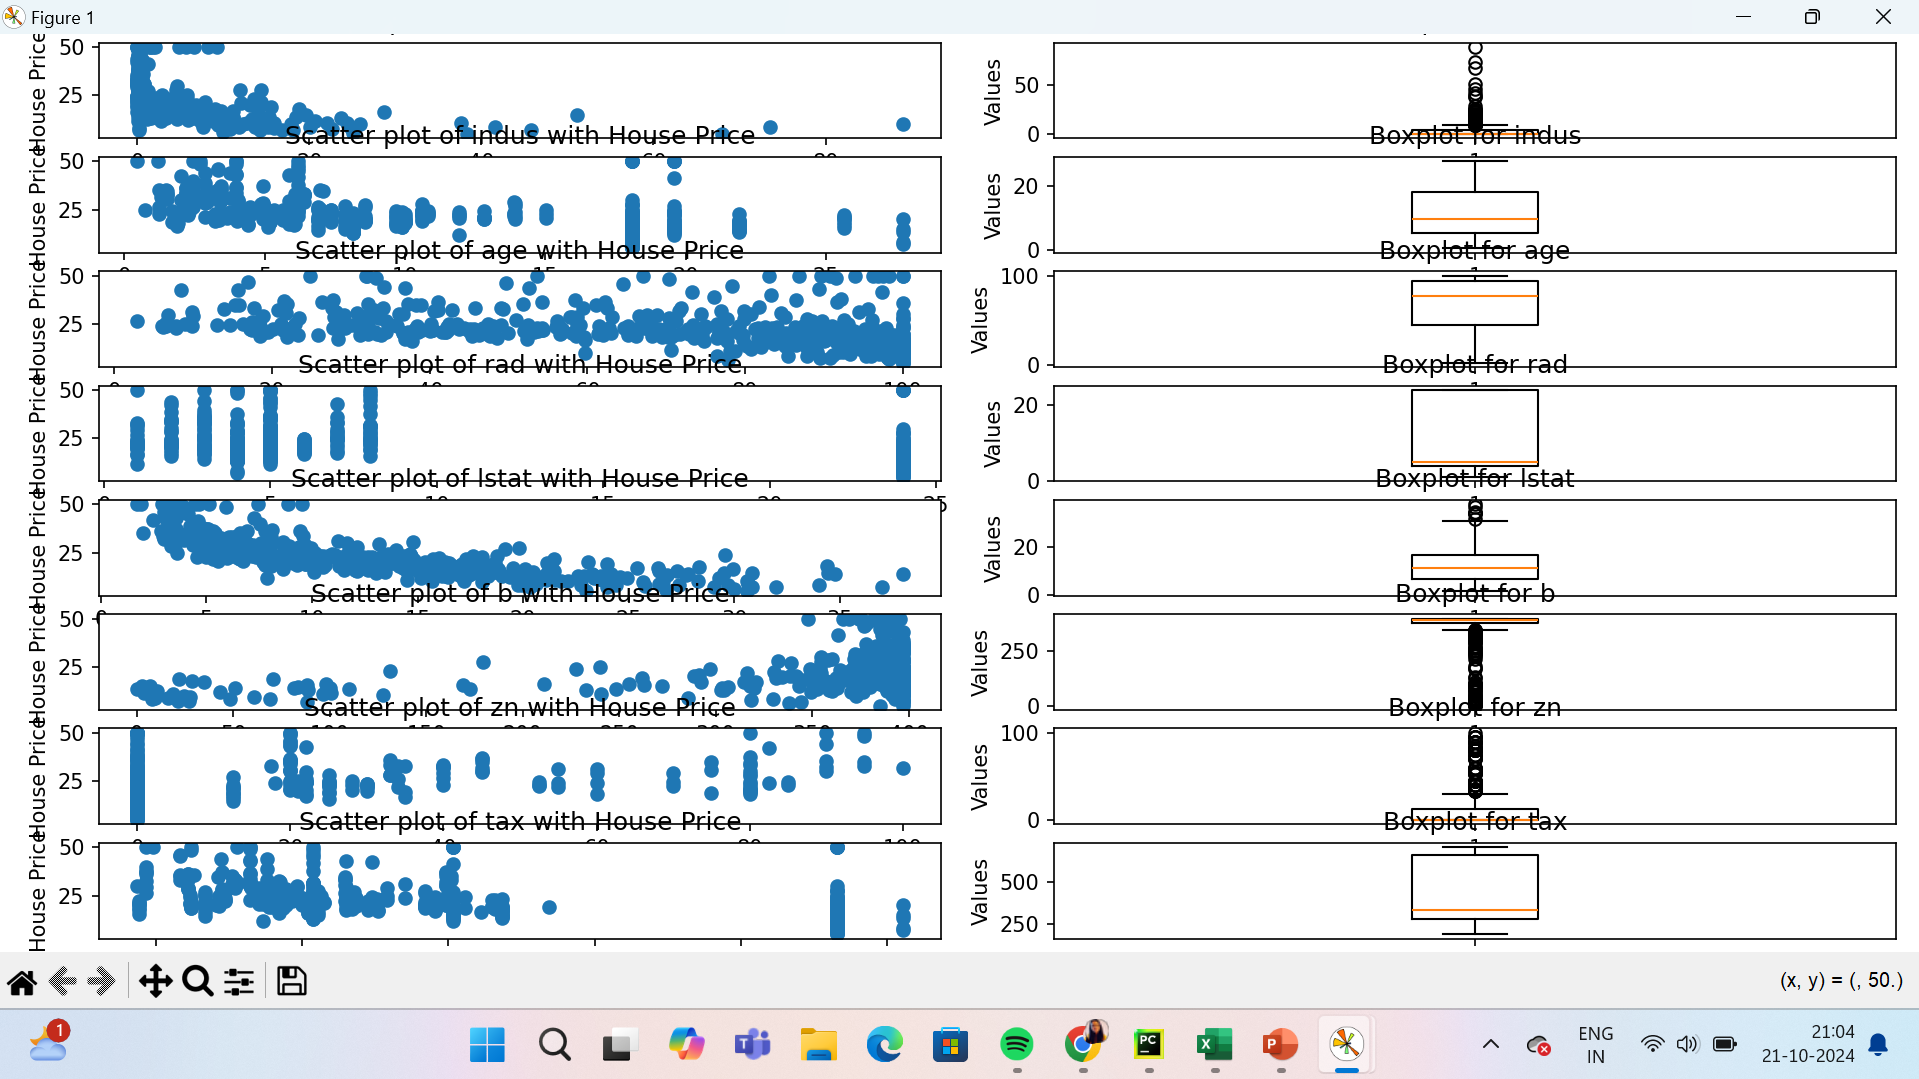 Figure 1
House Price
50
25
Values
50
0
Scatter plot of indus with House Price
Boxplot for indus
House Price
50
25
Values
20
0
Scatter plot of age with House Price
Boxplot for age
House Price
50
25
Values
100
0
Scatter plot of rad with House Price
Boxplot for rad
House Price
50
25
Values
20
0
Scatter plot of lstat with House Price
Boxplot for lstat
House Price
50
25
Values
20
0
Scatter plot of b with House Price
Boxplot for b
House Price
50
25
Values
250
0
Scatter plot of zn with House Price
Boxplot for zn
House Price
50
25
Values
100
0
Scatter plot of tax with House Price
Boxplot for tax
House Price
50
25
Values
500
250
(x, y) = (, 50.)
1
ENG
IN
21:04
21-10-2024